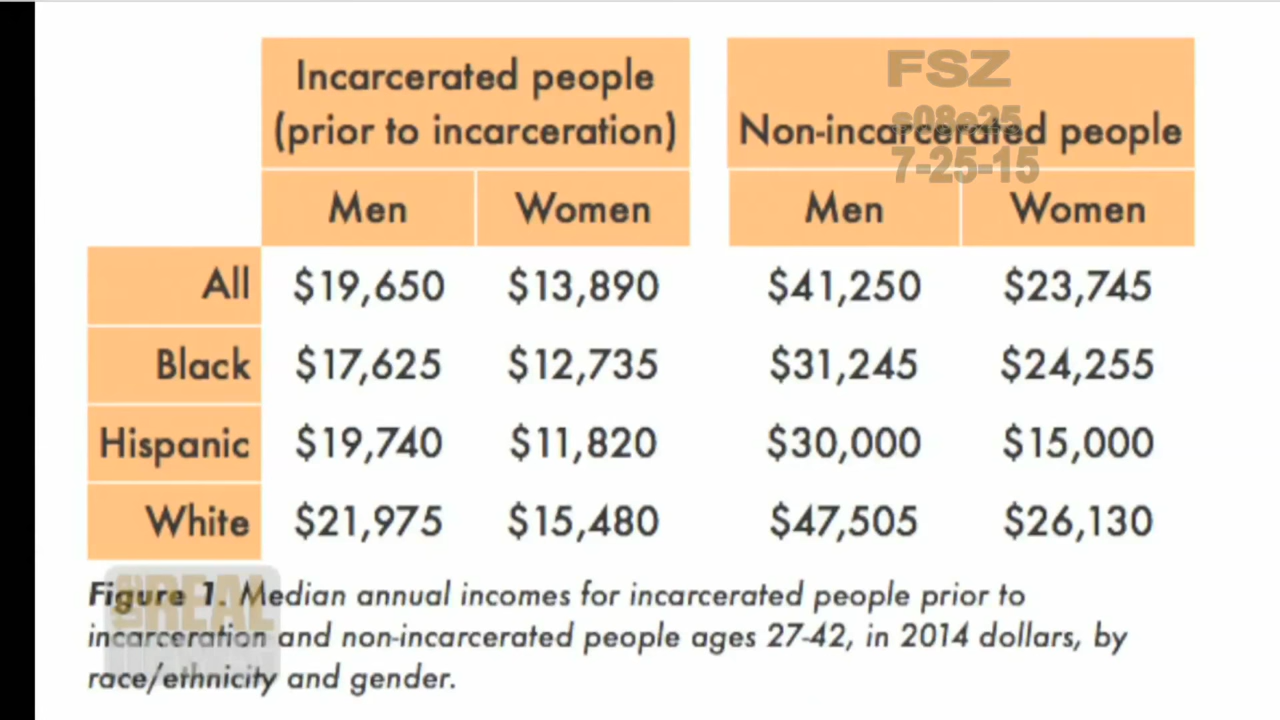 Incarcerated people
(prior to incarceration)
Non-incarcerated people
FSZ
s08e25
7-25-15
Men Women Men Women
All $19,650 $13,890 $41,250 $23,745
Black $17,625 $12,735 $31,245 $24,255
Hispanic $19,740 $11,820 $30,000 $15,000
White $21,975 $15,480 $47,505 $26,130
Figure 1. Median annual incomes for incarcerated people prior to
incarceration and non-incarcerated people ages 27-42, in 2014 dollars, by
race/ethnicity and gender.
REAL